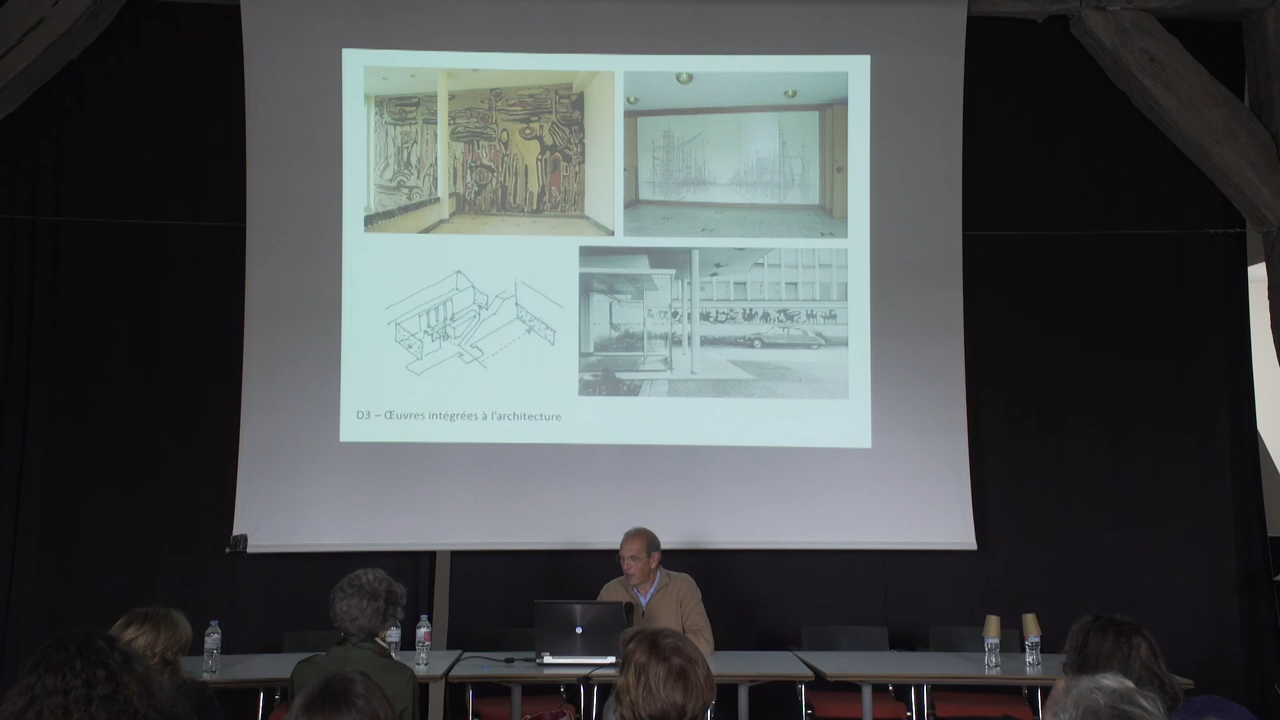 D3 – Œuvres intégrées à l'architecture